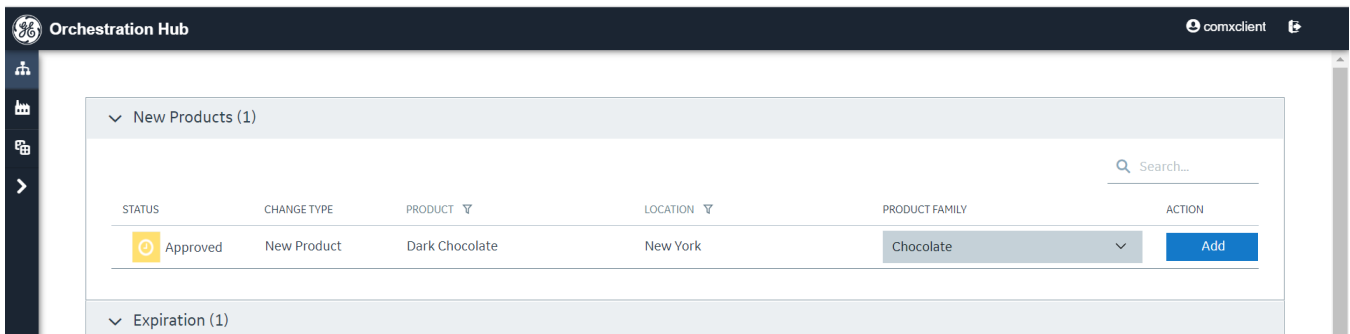 Orchestration Hub
comxclient
New Products (1)
Search...
STATUS CHANGE TYPE PRODUCT LOCATION PRODUCT FAMILY ACTION
Approved New Product Dark Chocolate New York Chocolate Add
Expiration (1)